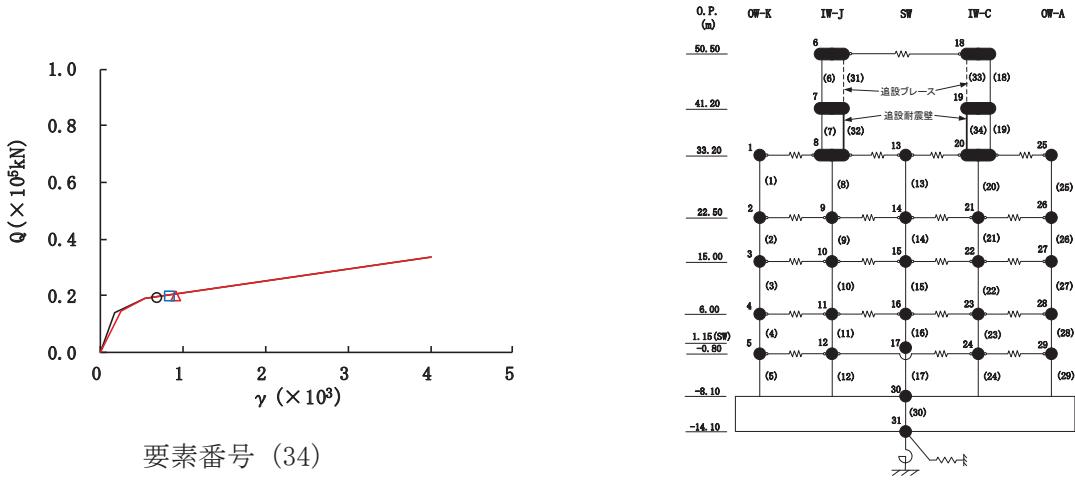 1.0
0.8
0.6
0.4
0.2
0.0
Q(×10⁵kN)
0 1 2 3 4 5
γ (×10³)
要素番号 (34)
O.P. (m) OW-K IW-J SW IW-C OW-A
50.50 6 18
(6) (31) (33) (18)
追設ブレース
41.20 7 19
追設耐震壁
(7) (32) (34) (19)
33.20 1 8 13 20 25
(1) (8) (13) (20) (25)
22.50 2 9 14 21 26
(2) (9) (14) (21) (26)
15.00 3 10 15 22 27
(3) (10) (15) (22) (27)
6.00 4 11 16 23 28
(4) (11) (16) (23) (28)
1.15(SW) 17
-0.80 5 12 24 29
(5) (12) (17) (24) (29)
-8.10 30
(30)
-14.10 31